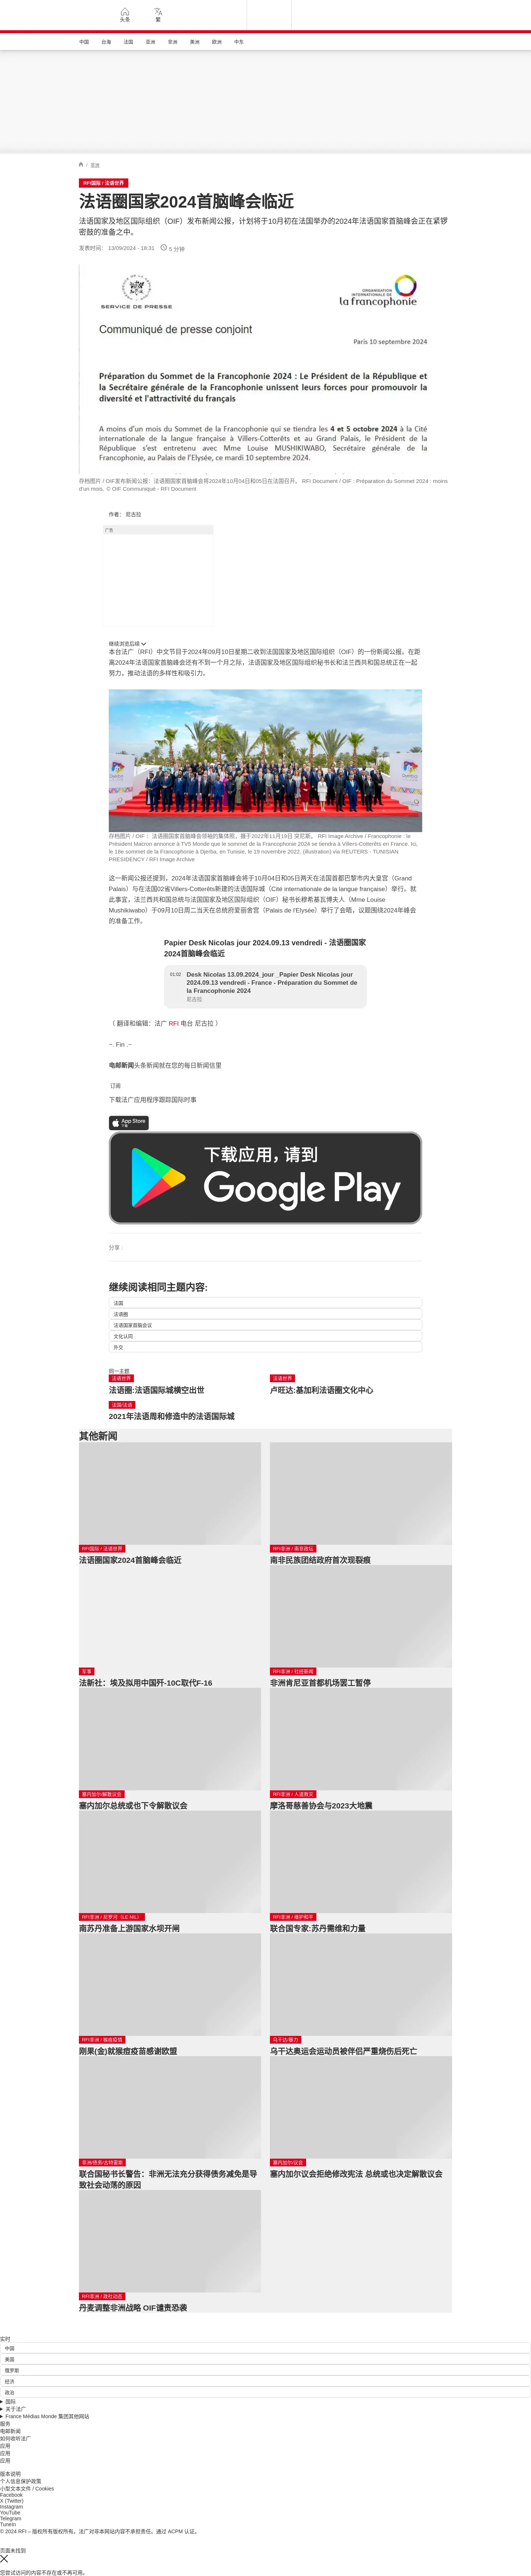 头条
繁
中国 台海 法国 亚洲 非洲 美洲 欧洲 中东
/ 非洲
RFI国际 / 法语世界
法语圈国家2024首脑峰会临近
法语国家及地区国际组织（OIF）发布新闻公报，计划将于10月初在法国举办的2024年法语国家首脑峰会正在紧锣
密鼓的准备之中。
发表时间： 13/09/2024 - 18:31 5 分钟
SERVICE DE PRESSE
ORGANISATION
INTERNATIONALE DE
la francophonie
Communiqué de presse conjoint
Paris 10 septembre 2024
Préparation du Sommet de la Francophonie 2024 : Le Président de la République et
la Secrétaire générale de la Francophonie unissent leurs forces pour promouvoir la
diversité et l'attractivité du français
A moins d'un mois du Sommet de la Francophonie qui se tiendra les 4 et 5 octobre 2024 à la Cité
internationale de la langue française à Villers-Cotterêts et au Grand Palais, le Président de la
République s'est entretenu avec Mme Louise MUSHIKIWABO, Secrétaire générale de la
Francophonie, au Palais de l'Elysée, ce mardi 10 septembre 2024.
存档图片 / OIF发布新闻公报：法语圈国家首脑峰会将2024年10月04日和05日在法国召开。 RFI Document / OIF : Préparation du Sommet 2024 : moins
d'un mois. © OIF Communiqué - RFI Document
作者： 尼古拉
广告
继续浏览后续
本台法广（RFI）中文节目于2024年09月10日星期二收到法国国家及地区国际组织（OIF）的一份新闻公报。在距
离2024年法语国家首脑峰会还有不到一个月之际，法语国家及地区国际组织秘书长和法兰西共和国总统正在一起
努力，推动法语的多样性和吸引力。
存档图片 / OIF ：法语圈国家首脑峰会领袖的集体照，摄于2022年11月19日 突尼斯。 RFI Image Archive / Francophonie : le
Président Macron annonce à TV5 Monde que le sommet de la Francophonie 2024 se tiendra à Villers-Cotterêts en France. Ici,
le 18e sommet de la Francophonie à Djerba, en Tunisie, le 19 novembre 2022. (illustration) via REUTERS - TUNISIAN
PRESIDENCY / RFI Image Archive
这一新闻公报还提到，2024年法语国家首脑峰会将于10月04日和05日两天在法国首都巴黎市内大皇宫（Grand
Palais）与在法国02省Villers-Cotterêts新建的法语国际城（Cité internationale de la langue française）举行。就
此事宜，法兰西共和国总统与法国国家及地区国际组织（OIF）秘书长穆希基瓦博夫人（Mme Louise
Mushikiwabo）于09月10日周二当天在总统府爱丽舍宫（Palais de l'Elysée）举行了会晤，议题围绕2024年峰会
的准备工作。
Papier Desk Nicolas jour 2024.09.13 vendredi - 法语圈国家
2024首脑峰会临近
01:02 Desk Nicolas 13.09.2024_jour _Papier Desk Nicolas jour
2024.09.13 vendredi - France - Préparation du Sommet de
la Francophonie 2024
尼古拉
（ 翻译和编辑：法广 RFI 电台 尼古拉 ）
~. Fin .~
电邮新闻头条新闻就在您的每日新闻信里
订阅
下载法广应用程序跟踪国际时事
App Store
下载应用，请到
Google Play
分享 :
继续阅读相同主题内容:
法国
法语圈
法语国家首脑会议
文化认同
外交
同一主题
法语世界
法语圈:法语国际城横空出世
法语世界
卢旺达:基加利法语圈文化中心
法国/法语
2021年法语周和修造中的法语国际城
其他新闻
RFI国际 / 法语世界
法语圈国家2024首脑峰会临近
RFI非洲 / 南非政坛
南非民族团结政府首次现裂痕
军事
法新社：埃及拟用中国歼-10C取代F-16
RFI非洲 / 社经新闻
非洲肯尼亚首都机场罢工暂停
塞内加尔/解散议会
塞内加尔总统或也下令解散议会
RFI非洲 / 人道救灾
摩洛哥慈善协会与2023大地震
RFI非洲 / 尼罗河（LE NIL）
南苏丹准备上游国家水坝开闸
RFI非洲 / 维护和平
联合国专家:苏丹需维和力量
RFI非洲 / 猴痘疫情
刚果(金)就猴痘疫苗感谢欧盟
乌干达/暴力
乌干达奥运会运动员被伴侣严重烧伤后死亡
非洲/债务/古特雷斯
联合国秘书长警告：非洲无法充分获得债务减免是导
致社会动荡的原因
塞内加尔/议会
塞内加尔议会拒绝修改宪法 总统或也决定解散议会
RFI非洲 / 政社动态
丹麦调整非洲战略 OIF谴责恐袭
实时
中国
美国
俄罗斯
经济
政治
国际
关于法广
France Médias Monde 集团其他网站
服务
电邮新闻
如何收听法广
应用
应用
应用
版本说明
个人信息保护政策
小型文本文件 / Cookies
Facebook
X (Twitter)
Instagram
YouTube
Telegram
TuneIn
© 2024 RFI – 版权所有版权所有。法广对非本网站内容不承担责任。通过 ACPM 认证。
页面未找到
您尝试访问的内容不存在或不再可用。